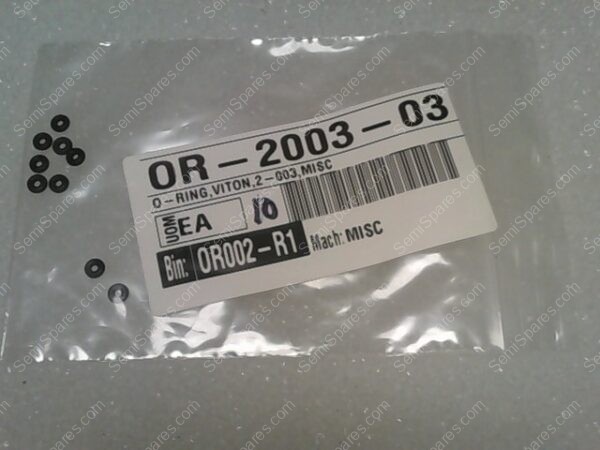 OR-2003-03
O-RING,VITON,2-003,MISC
UOM EA 10
Bin: OR002-R1 Mach: MISC
SemiSpares.com